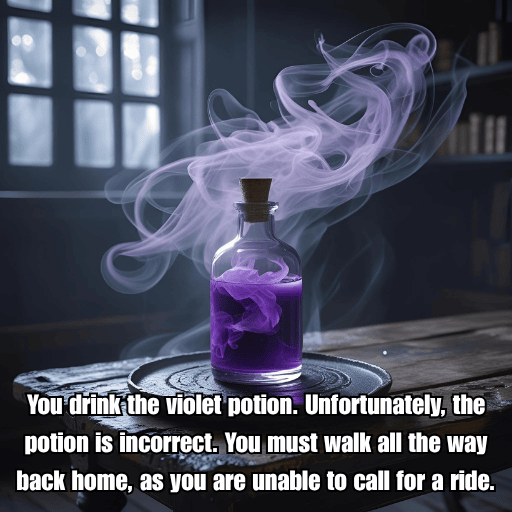 You drink the violet potion. Unfortunately, the
potion is incorrect. You must walk all the way
back home, as you are unable to call for a ride.